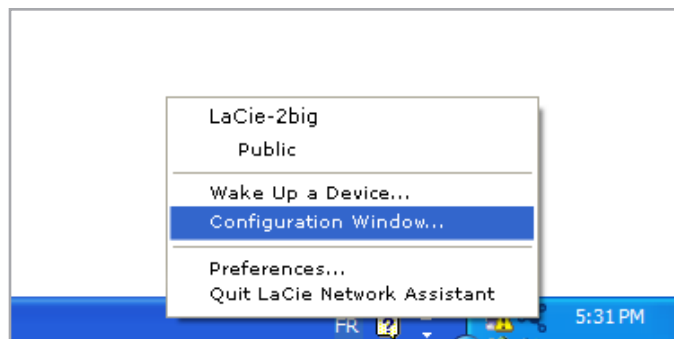 LaCie-2big
Public
Wake Up a Device...
Configuration Window...
Preferences...
Quit LaCie Network Assistant
FR
?
5:31 PM